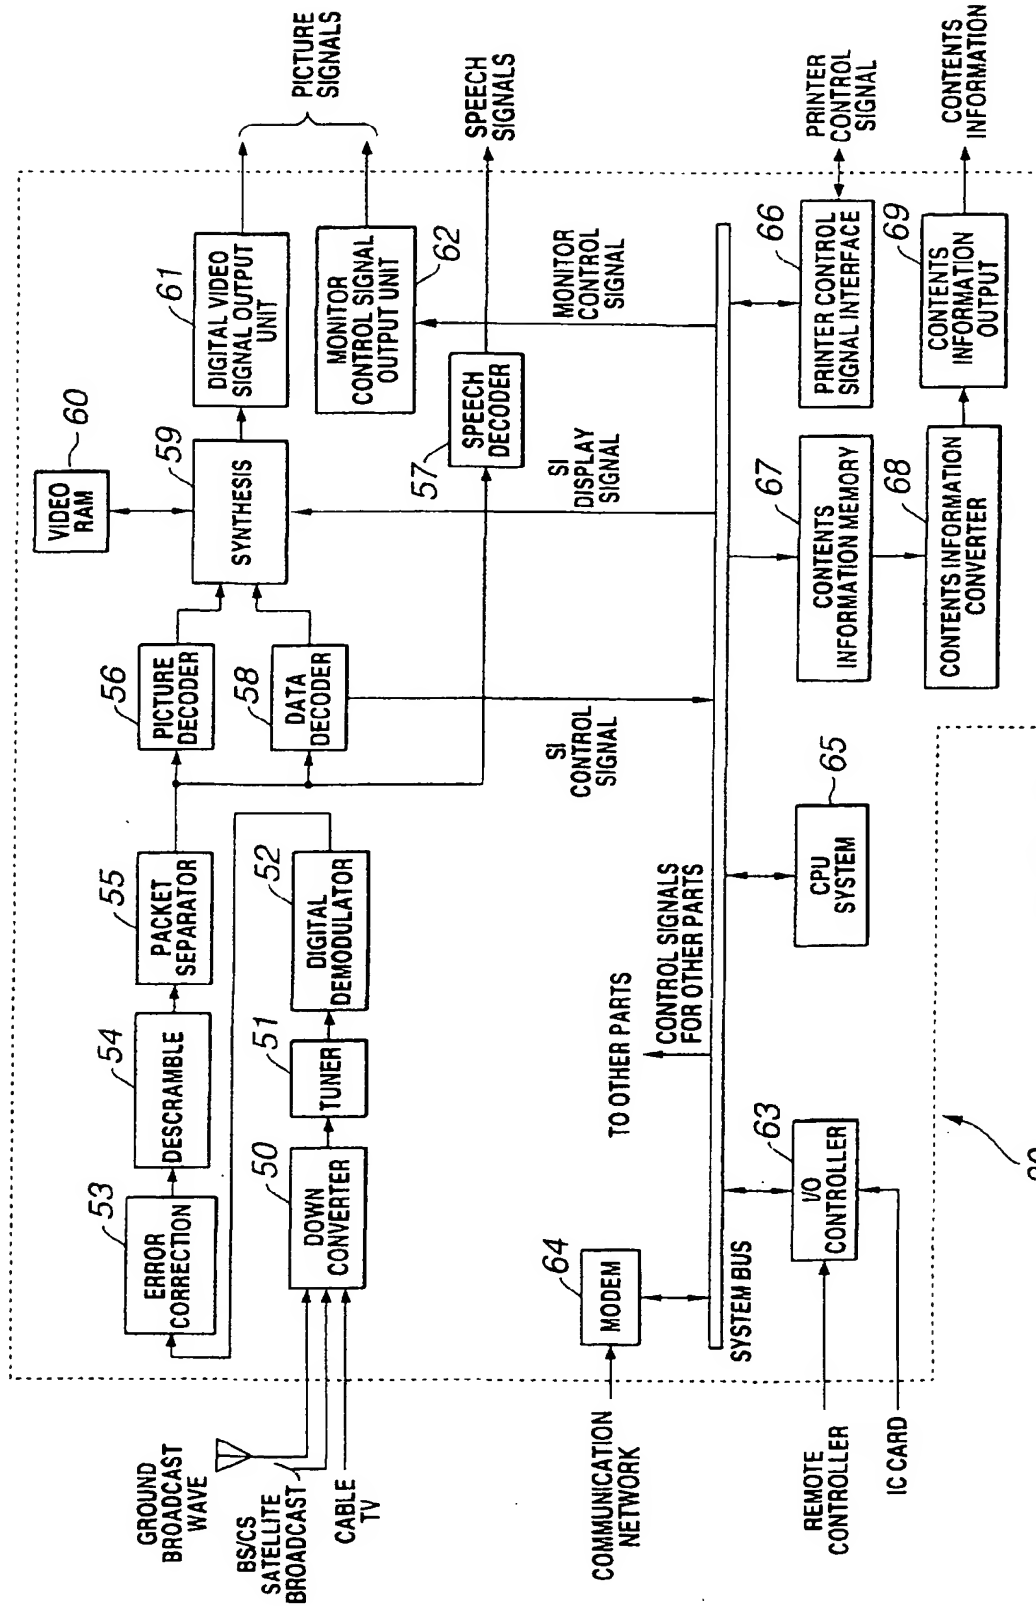 GROUND
BROADCAST
WAVE
BS/CS
SATELLITE
BROADCAST
CABLE
TV
ERROR
CORRECTION
53
DESCRAMBLE
54
PACKET
SEPARATOR
55
DOWN
CONVERTER
50
TUNER
51
DIGITAL
DEMODULATOR
52
PICTURE
DECODER
56
DATA
DECODER
58
VIDEO
RAM
60
SYNTHESIS
59
DIGITAL VIDEO
SIGNAL OUTPUT
UNIT
61
MONITOR
CONTROL SIGNAL
OUTPUT UNIT
62
PICTURE
SIGNALS
SPEECH
DECODER
57
SPEECH
SIGNALS
SI
CONTROL
SIGNAL
SI
DISPLAY
SIGNAL
MONITOR
CONTROL
SIGNAL
COMMUNICATION
NETWORK
MODEM
64
TO OTHER PARTS
CONTROL SIGNALS
FOR OTHER PARTS
SYSTEM BUS
REMOTE
CONTROLLER
IC CARD
I/O
CONTROLLER
63
CPU
SYSTEM
65
CONTENTS
INFORMATION MEMORY
67
PRINTER CONTROL
SIGNAL INTERFACE
66
PRINTER
CONTROL
SIGNAL
CONTENTS INFORMATION
CONVERTER
68
CONTENTS
INFORMATION
OUTPUT
69
CONTENTS
INFORMATION